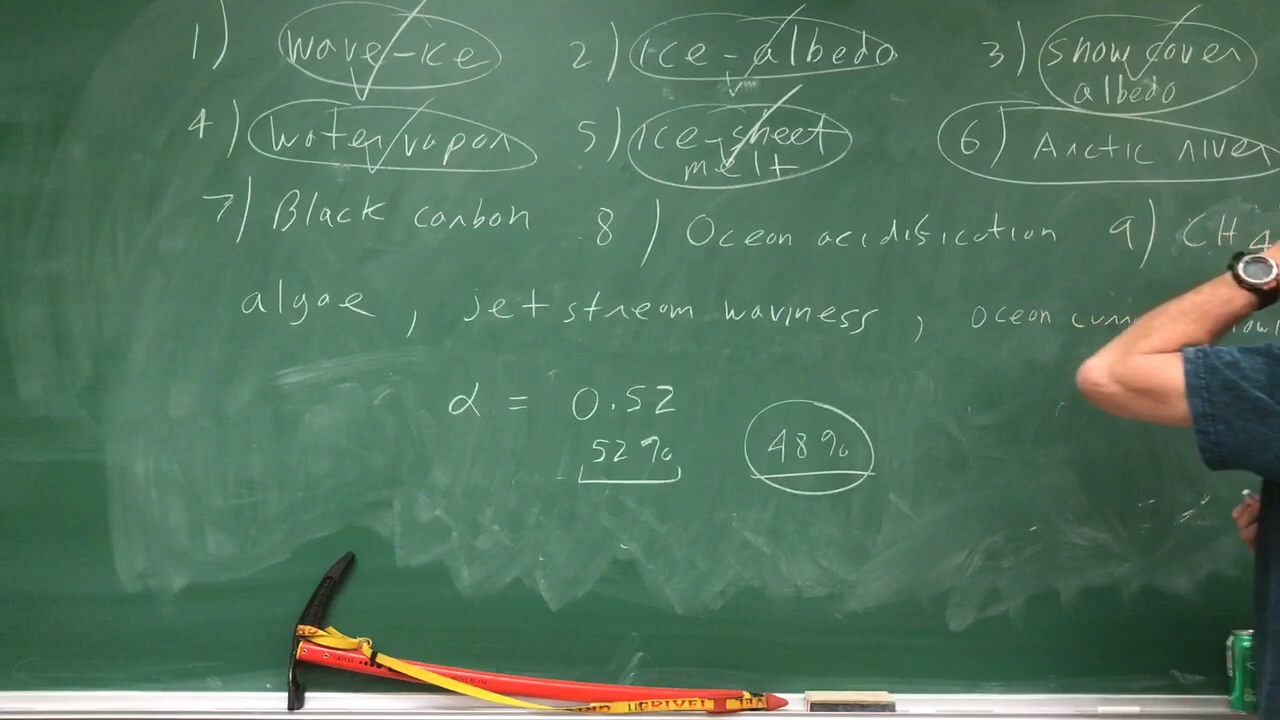 1) wave-ice 2) ice-albedo 3) snow cover albedo
4) water vapor 5) ice-sheet melt 6) Arctic river
7) Black carbon 8) Ocean acidification 9) CH4
algae, jet stream waviness, ocean
α = 0.52
52% 48%
GRIVEL